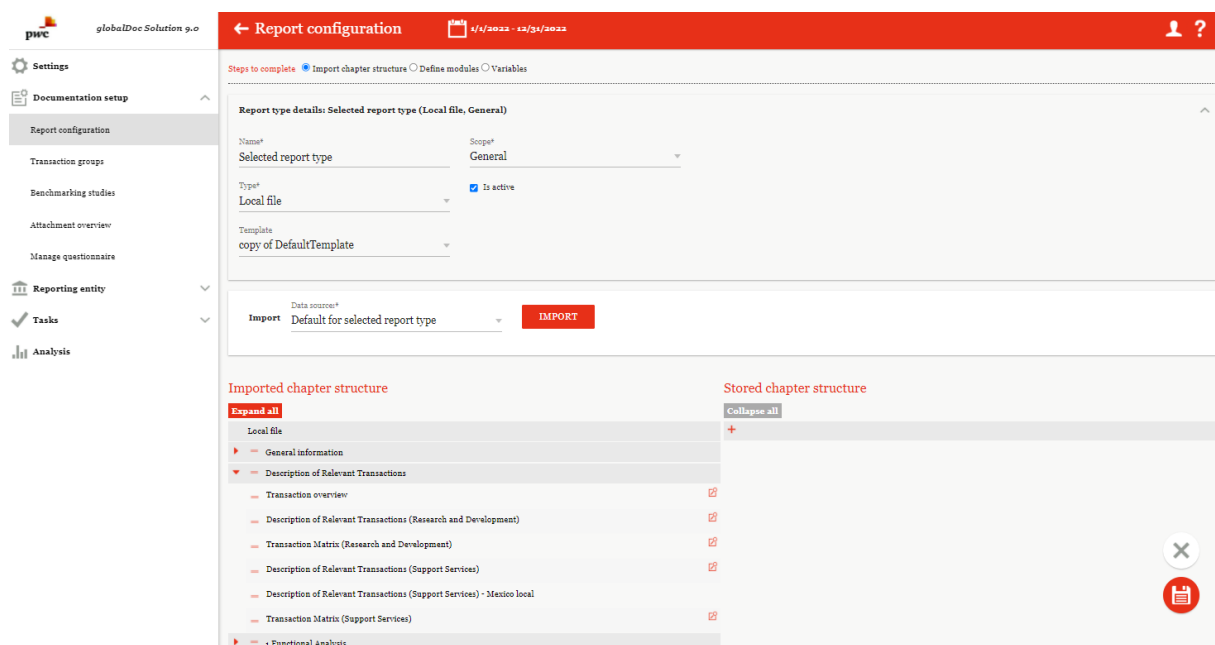 pwc
globalDoc Solution 9.0
Report configuration
1/1/2022 - 12/31/2022
?
Settings
Documentation setup
Report configuration
Transaction groups
Benchmarking studies
Attachment overview
Manage questionnaire
Reporting entity
Tasks
Analysis
Steps to complete Import chapter structure Define modules Variables
Report type details: Selected report type (Local file, General)
Name*
Selected report type
Scope*
General
Type*
Local file
Is active
Template
copy of DefaultTemplate
Import
Data source:*
Default for selected report type
IMPORT
Imported chapter structure
Expand all
Local file
General information
Description of Relevant Transactions
Transaction overview
Description of Relevant Transactions (Research and Development)
Transaction Matrix (Research and Development)
Description of Relevant Transactions (Support Services)
Description of Relevant Transactions (Support Services) - Mexico local
Transaction Matrix (Support Services)
1 Functional Analysis
Stored chapter structure
Collapse all
+